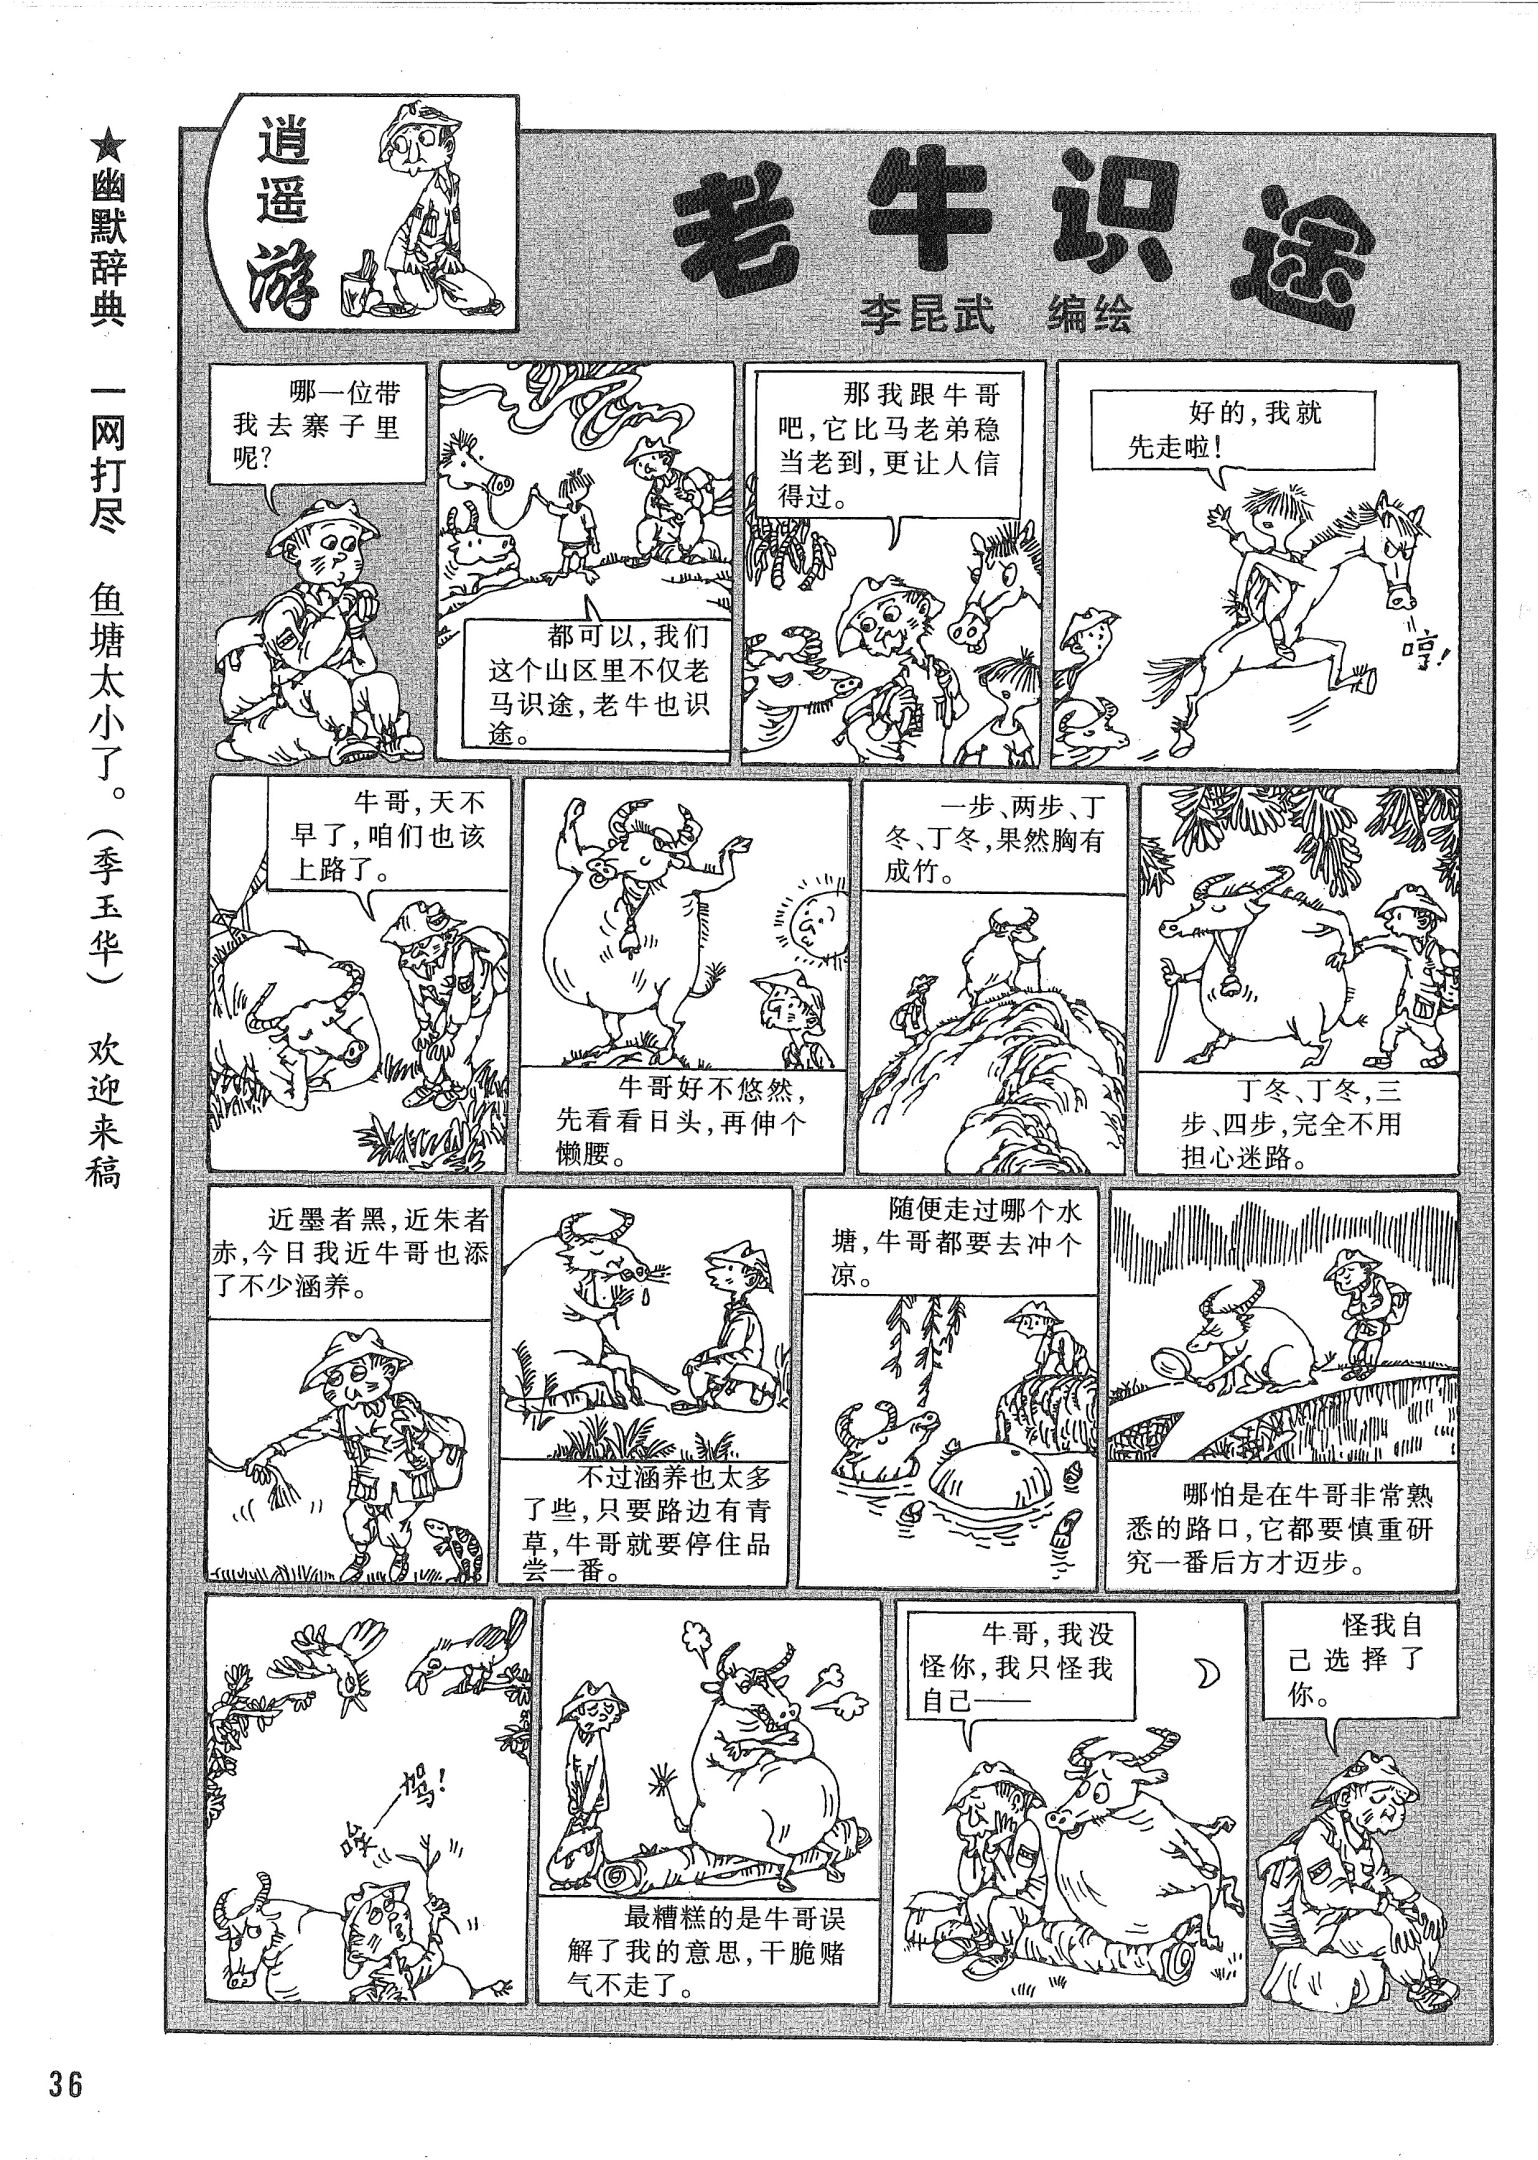 ★幽默辞典 一网打尽 鱼塘太小了。(季玉华) 欢迎来稿
逍遥游
老牛识途
李昆武 编绘
哪一位带
我去寨子里
呢?
都可以,我们
这个山区里不仅老
马识途,老牛也识
途。
那我跟牛哥
吧,它比马老弟稳
当老到,更让人信
得过。
好的,我就
先走啦!
哼!
牛哥,天不
早了,咱们也该
上路了。
牛哥好不悠然,
先看看日头,再伸个
懒腰。
一步、两步、丁
冬、丁冬,果然胸有
成竹。
丁冬、丁冬,三
步、四步,完全不用
担心迷路。
近墨者黑,近朱者
赤,今日我近牛哥也添
了不少涵养。
不过涵养也太多
了些,只要路边有青
草,牛哥就要停住品
尝一番。
随便走过哪个水
塘,牛哥都要去冲个
凉。
哪怕是在牛哥非常熟
悉的路口,它都要慎重研
究一番后方才迈步。
驾!
最糟糕的是牛哥误
解了我的意思,干脆赌
气不走了。
牛哥,我没
怪你,我只怪我
自己——
怪我自
己选择了
你。
36